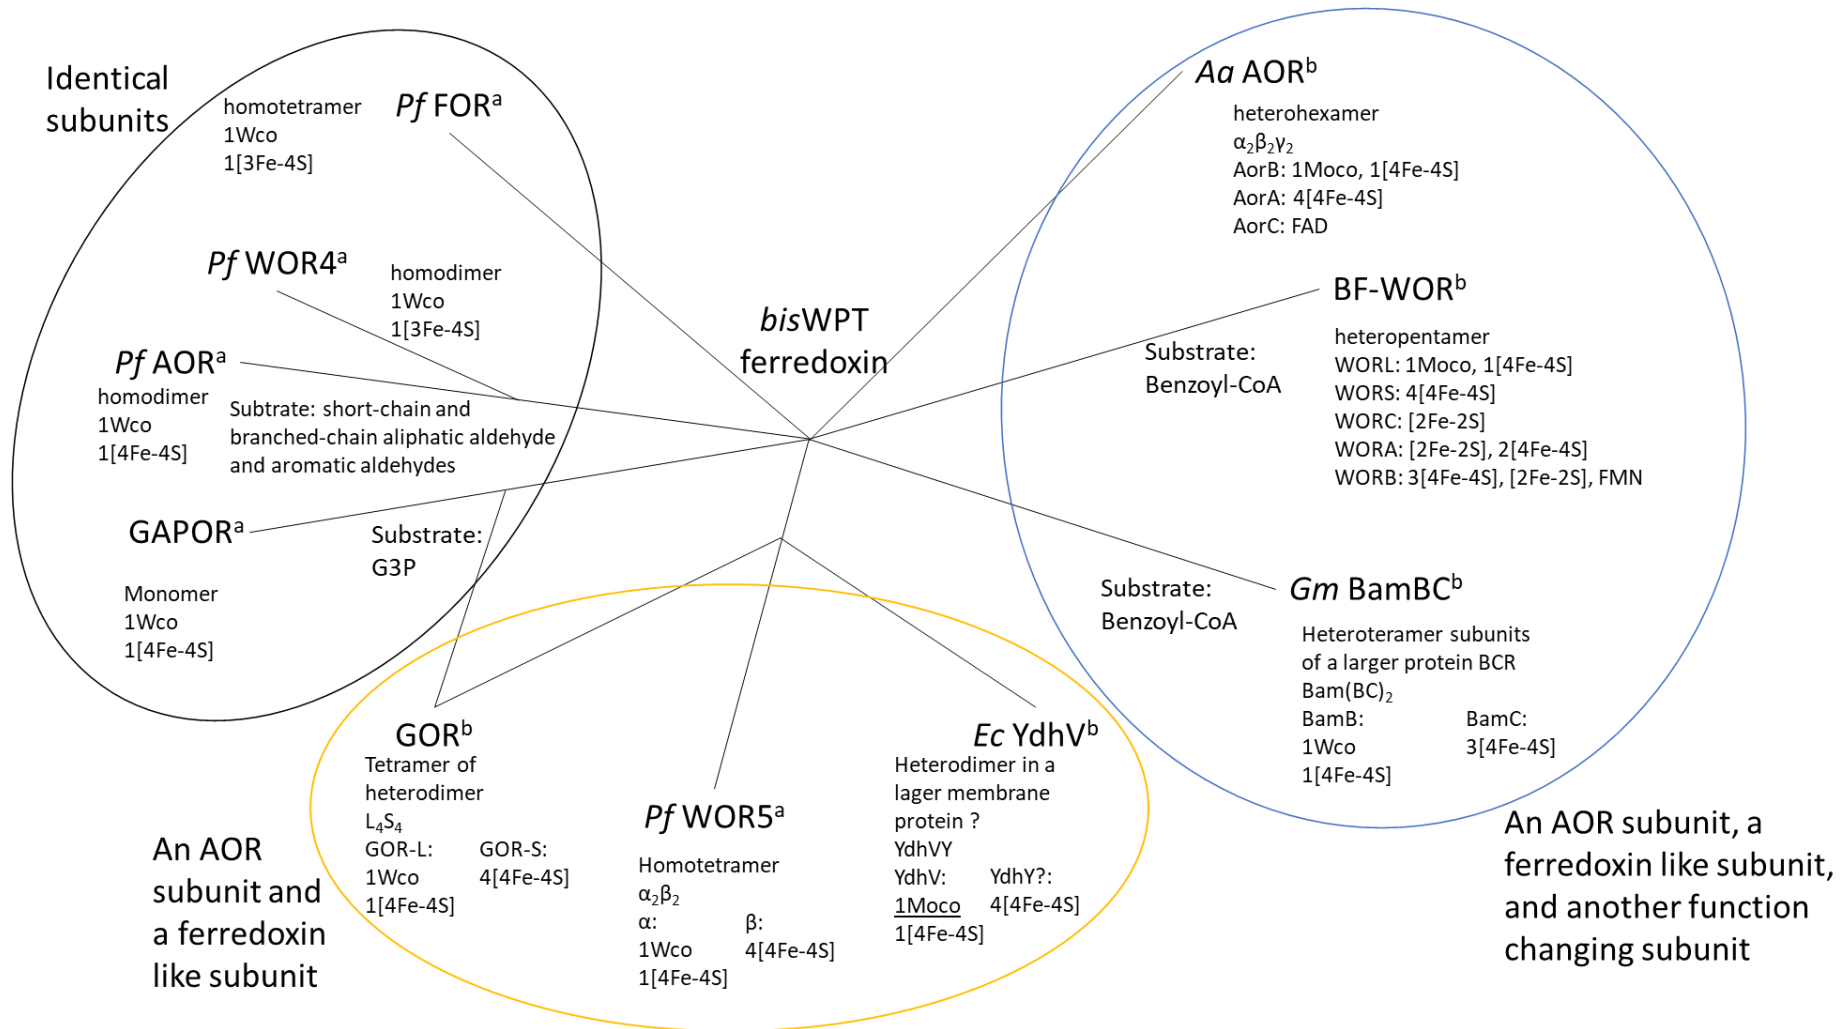 Identical
subunits
Pf FORᵃ
homotetramer
1Wco
1[3Fe-4S]
Pf WOR4ᵃ
homodimer
1Wco
1[3Fe-4S]
Pf AORᵃ
homodimer
1Wco
1[4Fe-4S]
Subtrate: short-chain and
branched-chain aliphatic aldehyde
and aromatic aldehydes
GAPORᵃ
Monomer
1Wco
1[4Fe-4S]
Substrate:
G3P
bisWPT
ferredoxin
Aa AORᵇ
heterohexamer
α₂β₂γ₂
AorB: 1Moco, 1[4Fe-4S]
AorA: 4[4Fe-4S]
AorC: FAD
BF-WORᵇ
Substrate:
Benzoyl-CoA
heteropentamer
WORL: 1Moco, 1[4Fe-4S]
WORS: 4[4Fe-4S]
WORC: [2Fe-2S]
WORA: [2Fe-2S], 2[4Fe-4S]
WORB: 3[4Fe-4S], [2Fe-2S], FMN
Substrate:
Benzoyl-CoA
Gm BamBCᵇ
Heteroteramer subunits
of a larger protein BCR
Bam(BC)₂
BamB:
1Wco
1[4Fe-4S]
BamC:
3[4Fe-4S]
An AOR subunit, a
ferredoxin like subunit,
and another function
changing subunit
An AOR
subunit and
a ferredoxin
like subunit
GORᵇ
Tetramer of
heterodimer
L₄S₄
GOR-L:
1Wco
1[4Fe-4S]
GOR-S:
4[4Fe-4S]
Pf WOR5ᵃ
Homotetramer
α₂β₂
α:
1Wco
1[4Fe-4S]
β:
4[4Fe-4S]
Ec YdhVᵇ
Heterodimer in a
lager membrane
protein ?
YdhVY
YdhV:
1Moco
1[4Fe-4S]
YdhY?:
4[4Fe-4S]